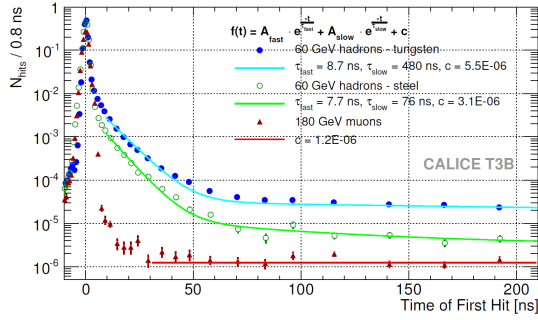 f(t) = A_fast · e^(-t/τ_fast) + A_slow · e^(-t/τ_slow) + c
60 GeV hadrons - tungsten
τ_fast = 8.7 ns, τ_slow = 480 ns, c = 5.5E-06
60 GeV hadrons - steel
τ_fast = 7.7 ns, τ_slow = 76 ns, c = 3.1E-06
180 GeV muons
c = 1.2E-06
CALICE T3B
N_hits / 0.8 ns
1
10^-1
10^-2
10^-3
10^-4
10^-5
10^-6
0 50 100 150 200
Time of First Hit [ns]